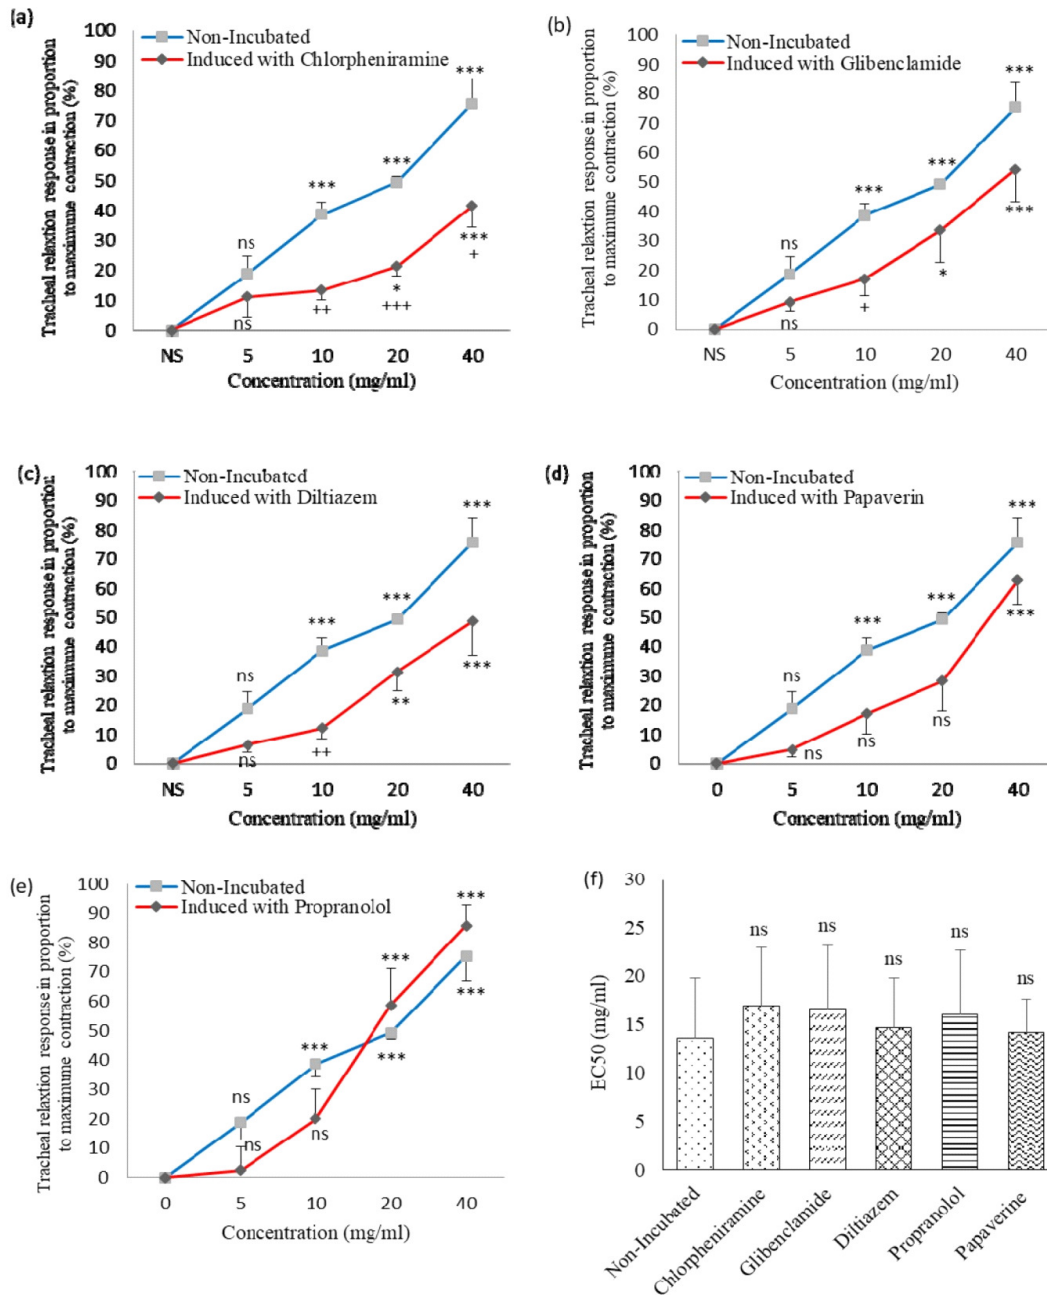 (a)
Tracheal relaxtion response in proportion
to maximune contraction (%)
100
90
80
70
60
50
40
30
20
10
0
Non-Incubated
Induced with Chlorpheniramine
ns
***
***
***
ns
++
*
+++
***
+
NS 5 10 20 40
Concentration (mg/ml)
(b)
Tracheal relaxtion response in proportion
to maximune contraction (%)
100
90
80
70
60
50
40
30
20
10
0
Non-Incubated
Induced with Glibenclamide
ns
***
***
***
ns
+
*
***
NS 5 10 20 40
Concentration (mg/ml)
(c)
Tracheal relaxtion response in proportion
to maximune contraction (%)
100
90
80
70
60
50
40
30
20
10
0
Non-Incubated
Induced with Diltiazem
ns
***
***
***
ns
++
**
***
NS 5 10 20 40
Concentration (mg/ml)
(d)
Tracheal relaxtion response in proportion
to maximune contraction (%)
100
90
80
70
60
50
40
30
20
10
0
Non-Incubated
Induced with Papaverin
ns
***
***
***
ns
ns
ns
***
0 5 10 20 40
Concentration (mg/ml)
(e)
Tracheal relaxtion response in proportion
to maximune contraction (%)
100
90
80
70
60
50
40
30
20
10
0
Non-Incubated
Induced with Propranolol
ns
***
***
***
ns
ns
***
***
0 5 10 20 40
Concentration (mg/ml)
(f)
EC50 (mg/ml)
30
25
20
15
10
5
0
ns
ns
ns
ns
ns
Non-Incubated
Chlorpheniramine
Glibenclamide
Diltiazem
Propranolol
Papaverine